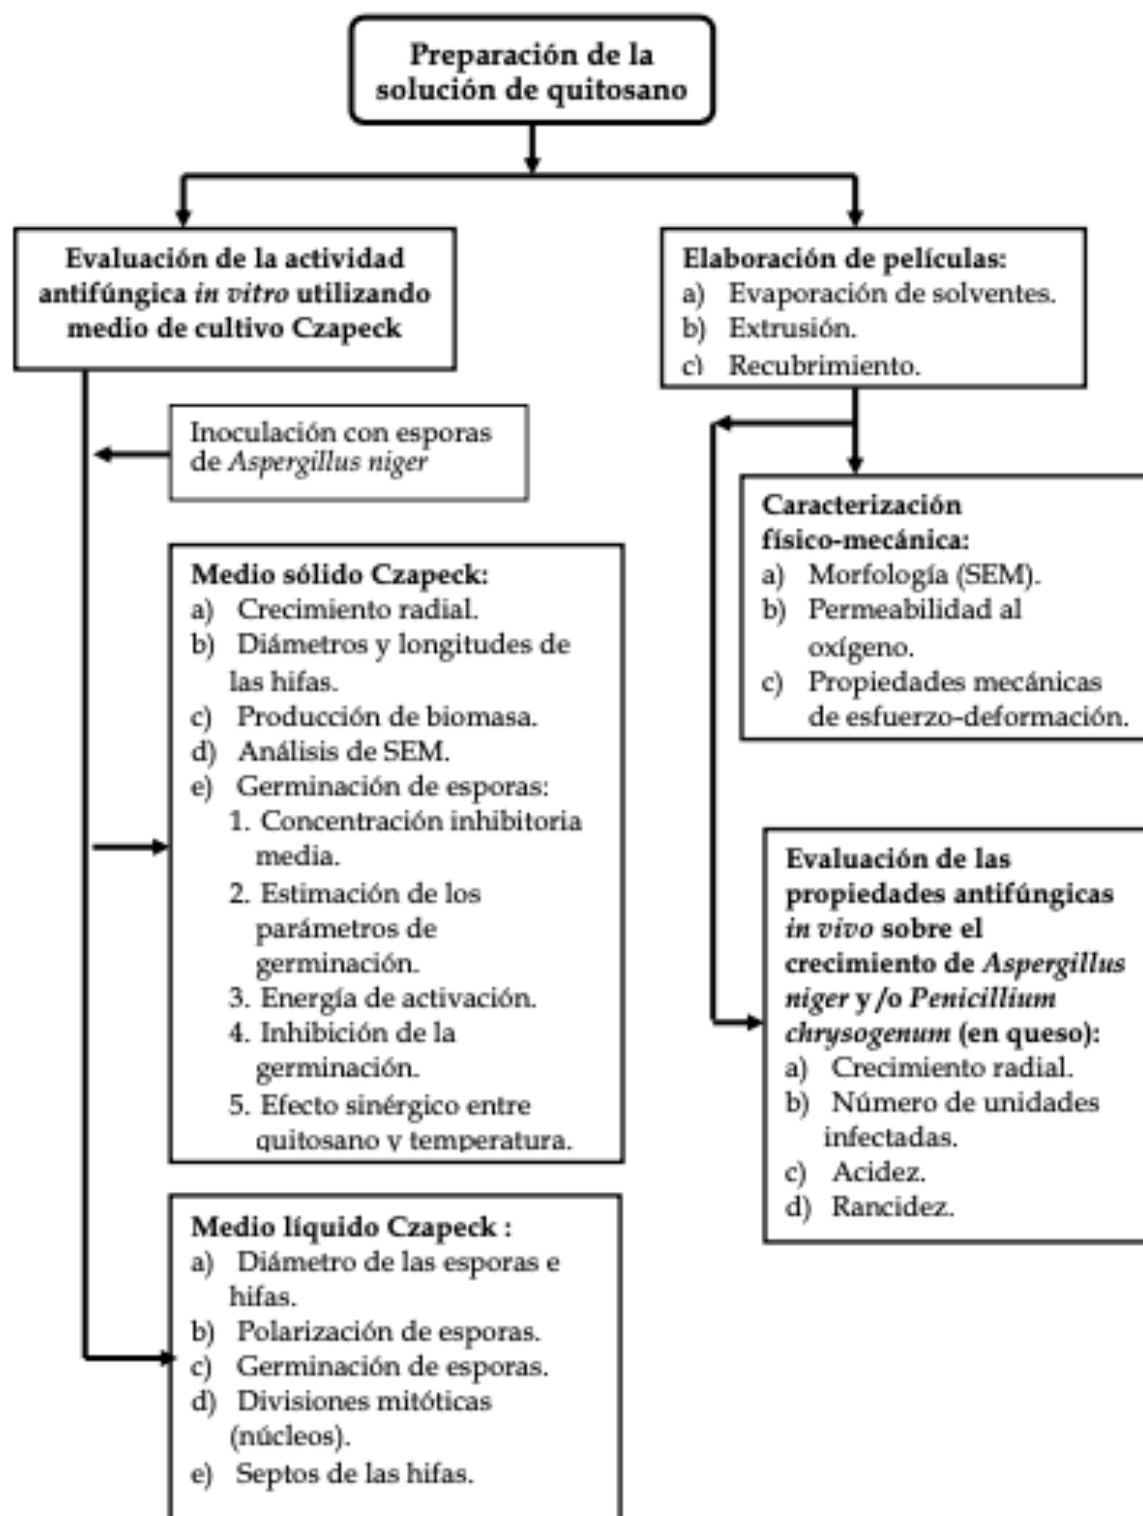 Preparación de la
solución de quitosano
Evaluación de la actividad
antifúngica in vitro utilizando
medio de cultivo Czapeck
Inoculación con esporas
de Aspergillus niger
Medio sólido Czapeck:
a) Crecimiento radial.
b) Diámetros y longitudes de
las hifas.
c) Producción de biomasa.
d) Análisis de SEM.
e) Germinación de esporas:
1. Concentración inhibitoria
media.
2. Estimación de los
parámetros de
germinación.
3. Energía de activación.
4. Inhibición de la
germinación.
5. Efecto sinérgico entre
quitosano y temperatura.
Medio líquido Czapeck :
a) Diámetro de las esporas e
hifas.
b) Polarización de esporas.
c) Germinación de esporas.
d) Divisiones mitóticas
(núcleos).
e) Septos de las hifas.
Elaboración de películas:
a) Evaporación de solventes.
b) Extrusión.
c) Recubrimiento.
Caracterización
físico-mecánica:
a) Morfología (SEM).
b) Permeabilidad al
oxígeno.
c) Propiedades mecánicas
de esfuerzo-deformación.
Evaluación de las
propiedades antifúngicas
in vivo sobre el
crecimiento de Aspergillus
niger y/o Penicillium
chrysogenum (en queso):
a) Crecimiento radial.
b) Número de unidades
infectadas.
c) Acidez.
d) Rancidez.